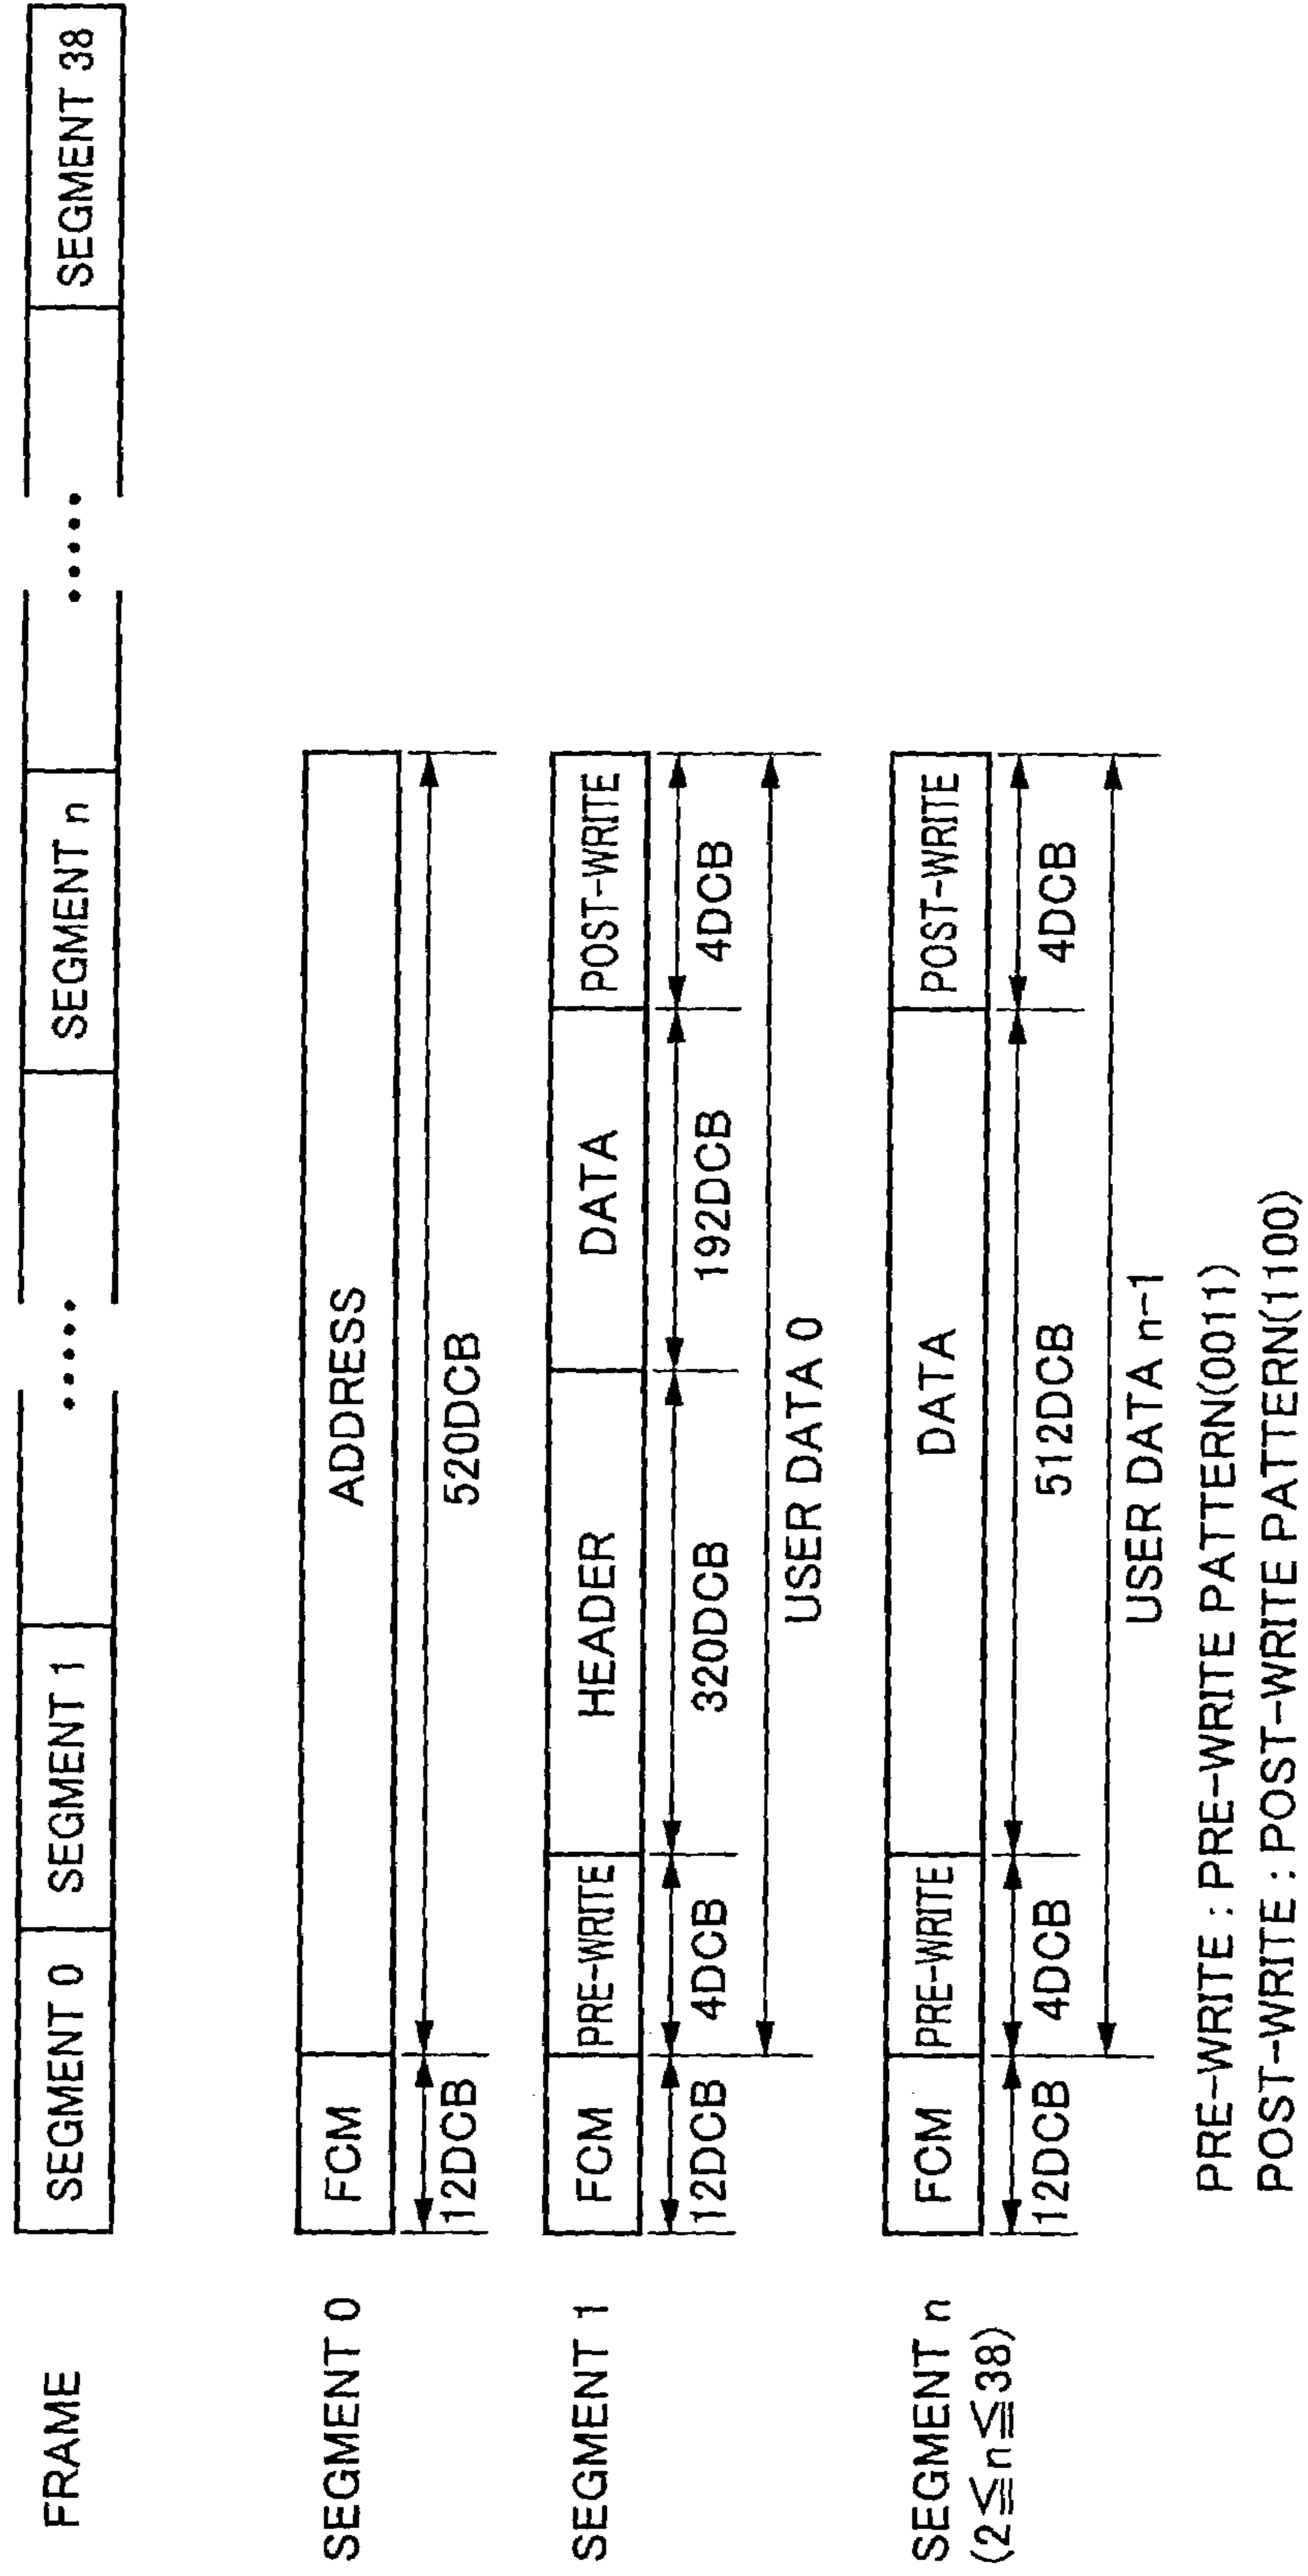 FRAME
SEGMENT 0 SEGMENT 1 ..... SEGMENT n ..... SEGMENT 38
SEGMENT 0
FCM ADDRESS
12DCB 520DCB
SEGMENT 1
FCM PRE-WRITE HEADER DATA POST-WRITE
12DCB 4DCB 320DCB 192DCB 4DCB
USER DATA 0
SEGMENT n
(2≦n≦38)
FCM PRE-WRITE DATA POST-WRITE
12DCB 4DCB 512DCB 4DCB
USER DATA n-1
PRE-WRITE : PRE-WRITE PATTERN(0011)
POST-WRITE : POST-WRITE PATTERN(1100)